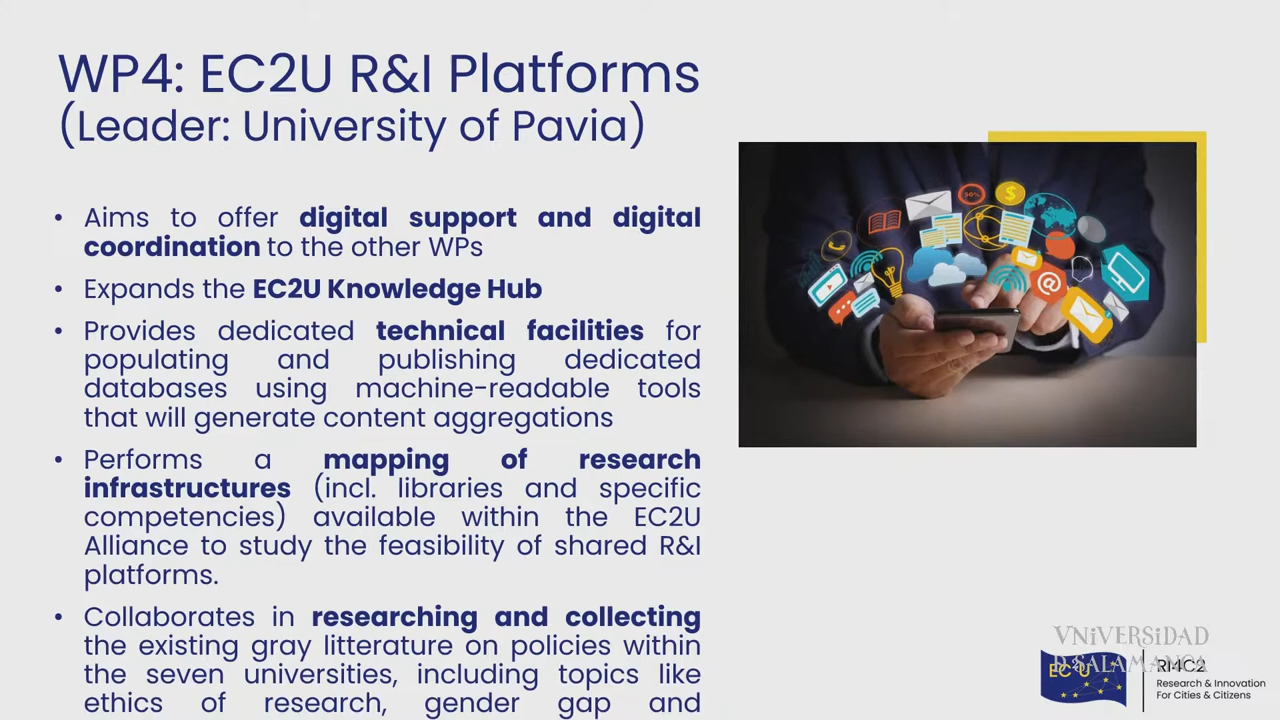 WP4: EC2U R&I Platforms
(Leader: University of Pavia)
• Aims to offer digital support and digital
coordination to the other WPs
• Expands the EC2U Knowledge Hub
• Provides dedicated technical facilities for
populating and publishing dedicated
databases using machine-readable tools
that will generate content aggregations
• Performs a mapping of research
infrastructures (incl. libraries and specific
competencies) available within the EC2U
Alliance to study the feasibility of shared R&I
platforms.
• Collaborates in researching and collecting
the existing gray litterature on policies within
the seven universities, including topics like
ethics of research, gender gap and
$
@
VNiVERSiDAD
D SALAMANCA
EC2U
RI4C2
Research & Innovation
For Cities & Citizens